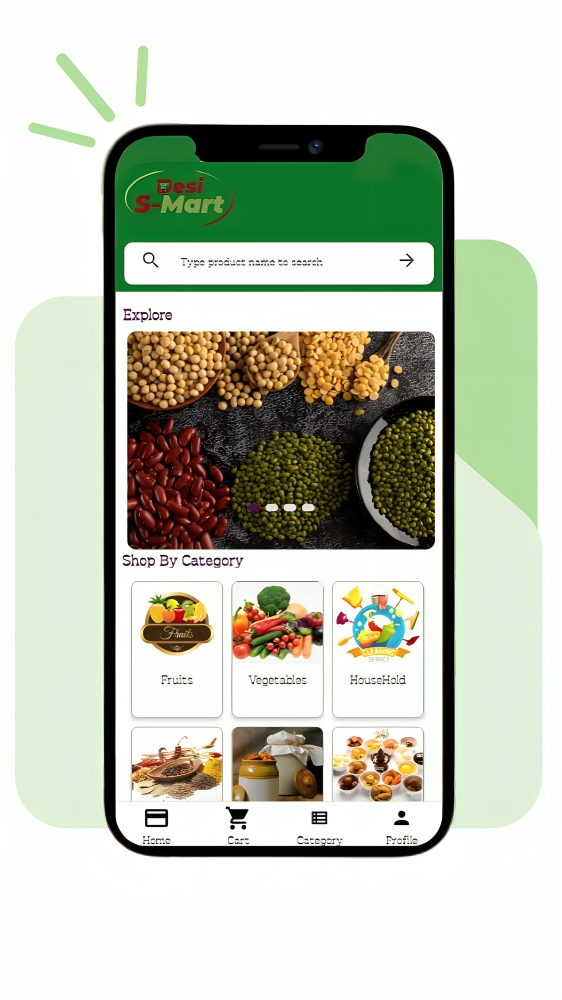 Desi
S-Mart
Type product name to search
Explore
Shop By Category
Fruits
CLEANING
SERVICE
Fruits
Vegetables
HouseHold
Home
Cart
Category
Profile